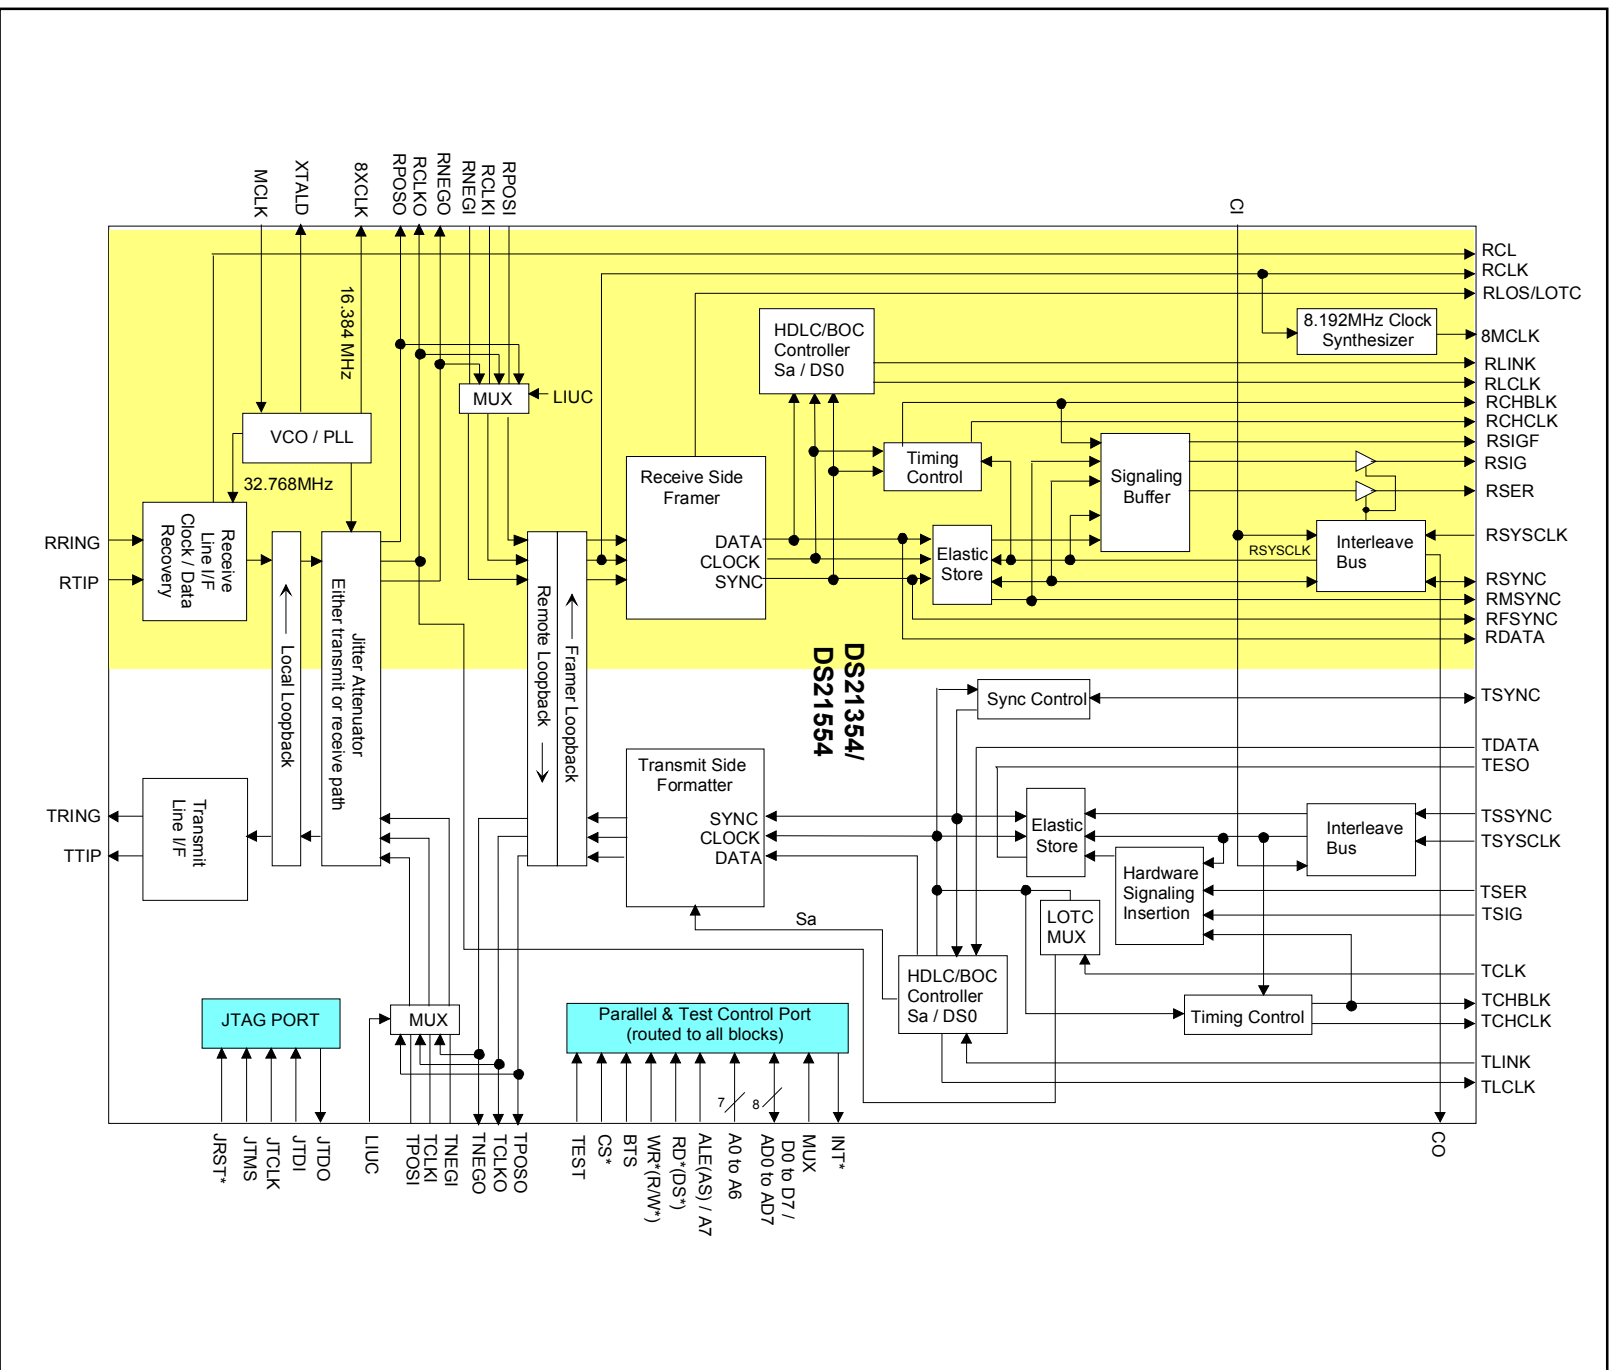 MCLK
XTALD
8XCLK
RPOSO
RCLKO
RNEGO
RNEGI
RCLKI
RPOSI
CI
RCL
RCLK
RLOS/LOTC
16.384 MHz
HDLC/BOC
Controller
Sa / DS0
8.192MHz Clock
Synthesizer
8MCLK
RLINK
RLCLK
MUX
LIUC
RCHBLK
RCHCLK
VCO / PLL
RSIGF
Timing
Control
Signaling
Buffer
RSIG
Receive Side
Framer
32.768MHz
RSER
Receive
Line I/F
Clock / Data
Recovery
RRING
DATA
CLOCK
SYNC
Elastic
Store
RSYSCLK
Interleave
Bus
RSYSCLK
RTIP
RSYNC
RMSYNC
RFSYNC
RDATA
Local Loopback
Jitter Attenuator
Either transmit or receive path
Remote Loopback
Framer Loopback
DS21354/
DS21554
Sync Control
TSYNC
TDATA
TESO
Transmit Side
Formatter
Transmit
Line I/F
TRING
TTIP
SYNC
CLOCK
DATA
Elastic
Store
Interleave
Bus
TSSYNC
TSYSCLK
Hardware
Signaling
Insertion
TSER
TSIG
LOTC
MUX
Sa
HDLC/BOC
Controller
Sa / DS0
TCLK
TCHBLK
TCHCLK
Timing Control
JTAG PORT
MUX
Parallel & Test Control Port
(routed to all blocks)
TLINK
TLCLK
7
8
JRST*
JTMS
JTCLK
JTDI
JTDO
LIUC
TPOSI
TCLKI
TNEGI
TNEGO
TCLKO
TPOSO
TEST
CS*
BTS
WR*(R/W*)
RD*(DS*)
ALE(AS) / A7
A0 to A6
D0 to D7 /
AD0 to AD7
MUX
INT*
CO